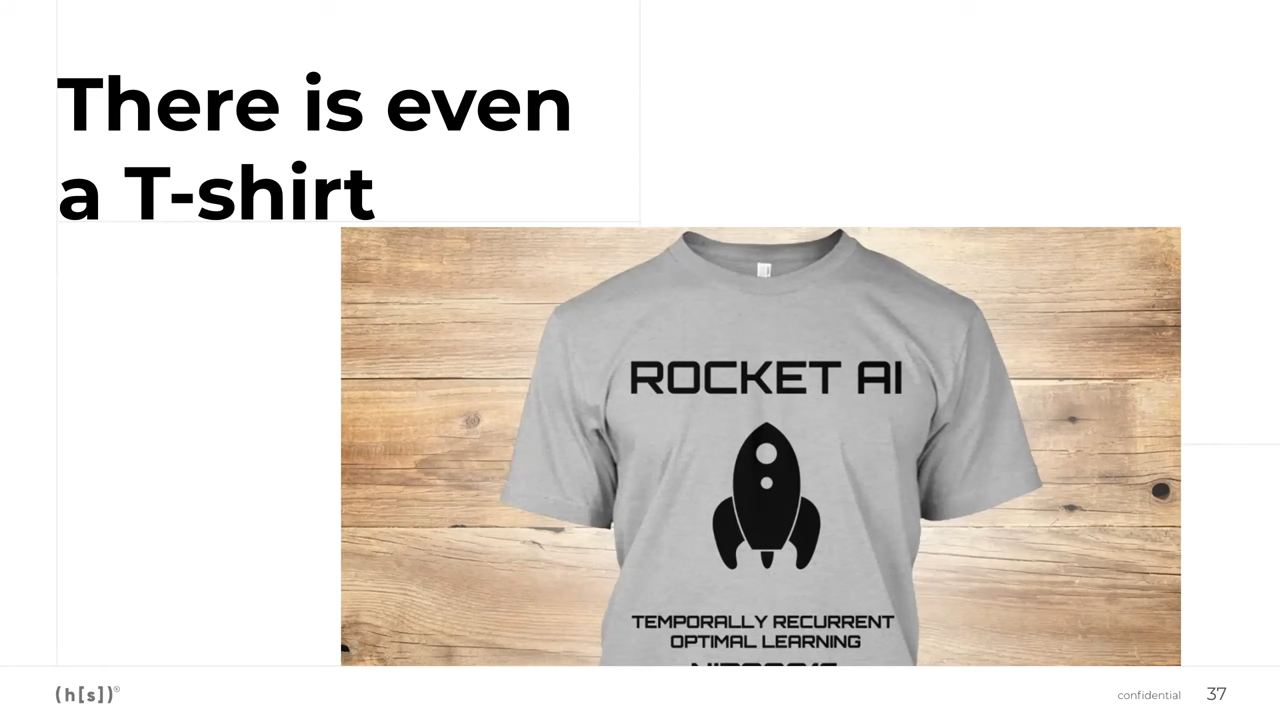 There is even
a T-shirt
ROCKET AI
TEMPORALLY RECURRENT
OPTIMAL LEARNING
(h[s])®
confidential
37